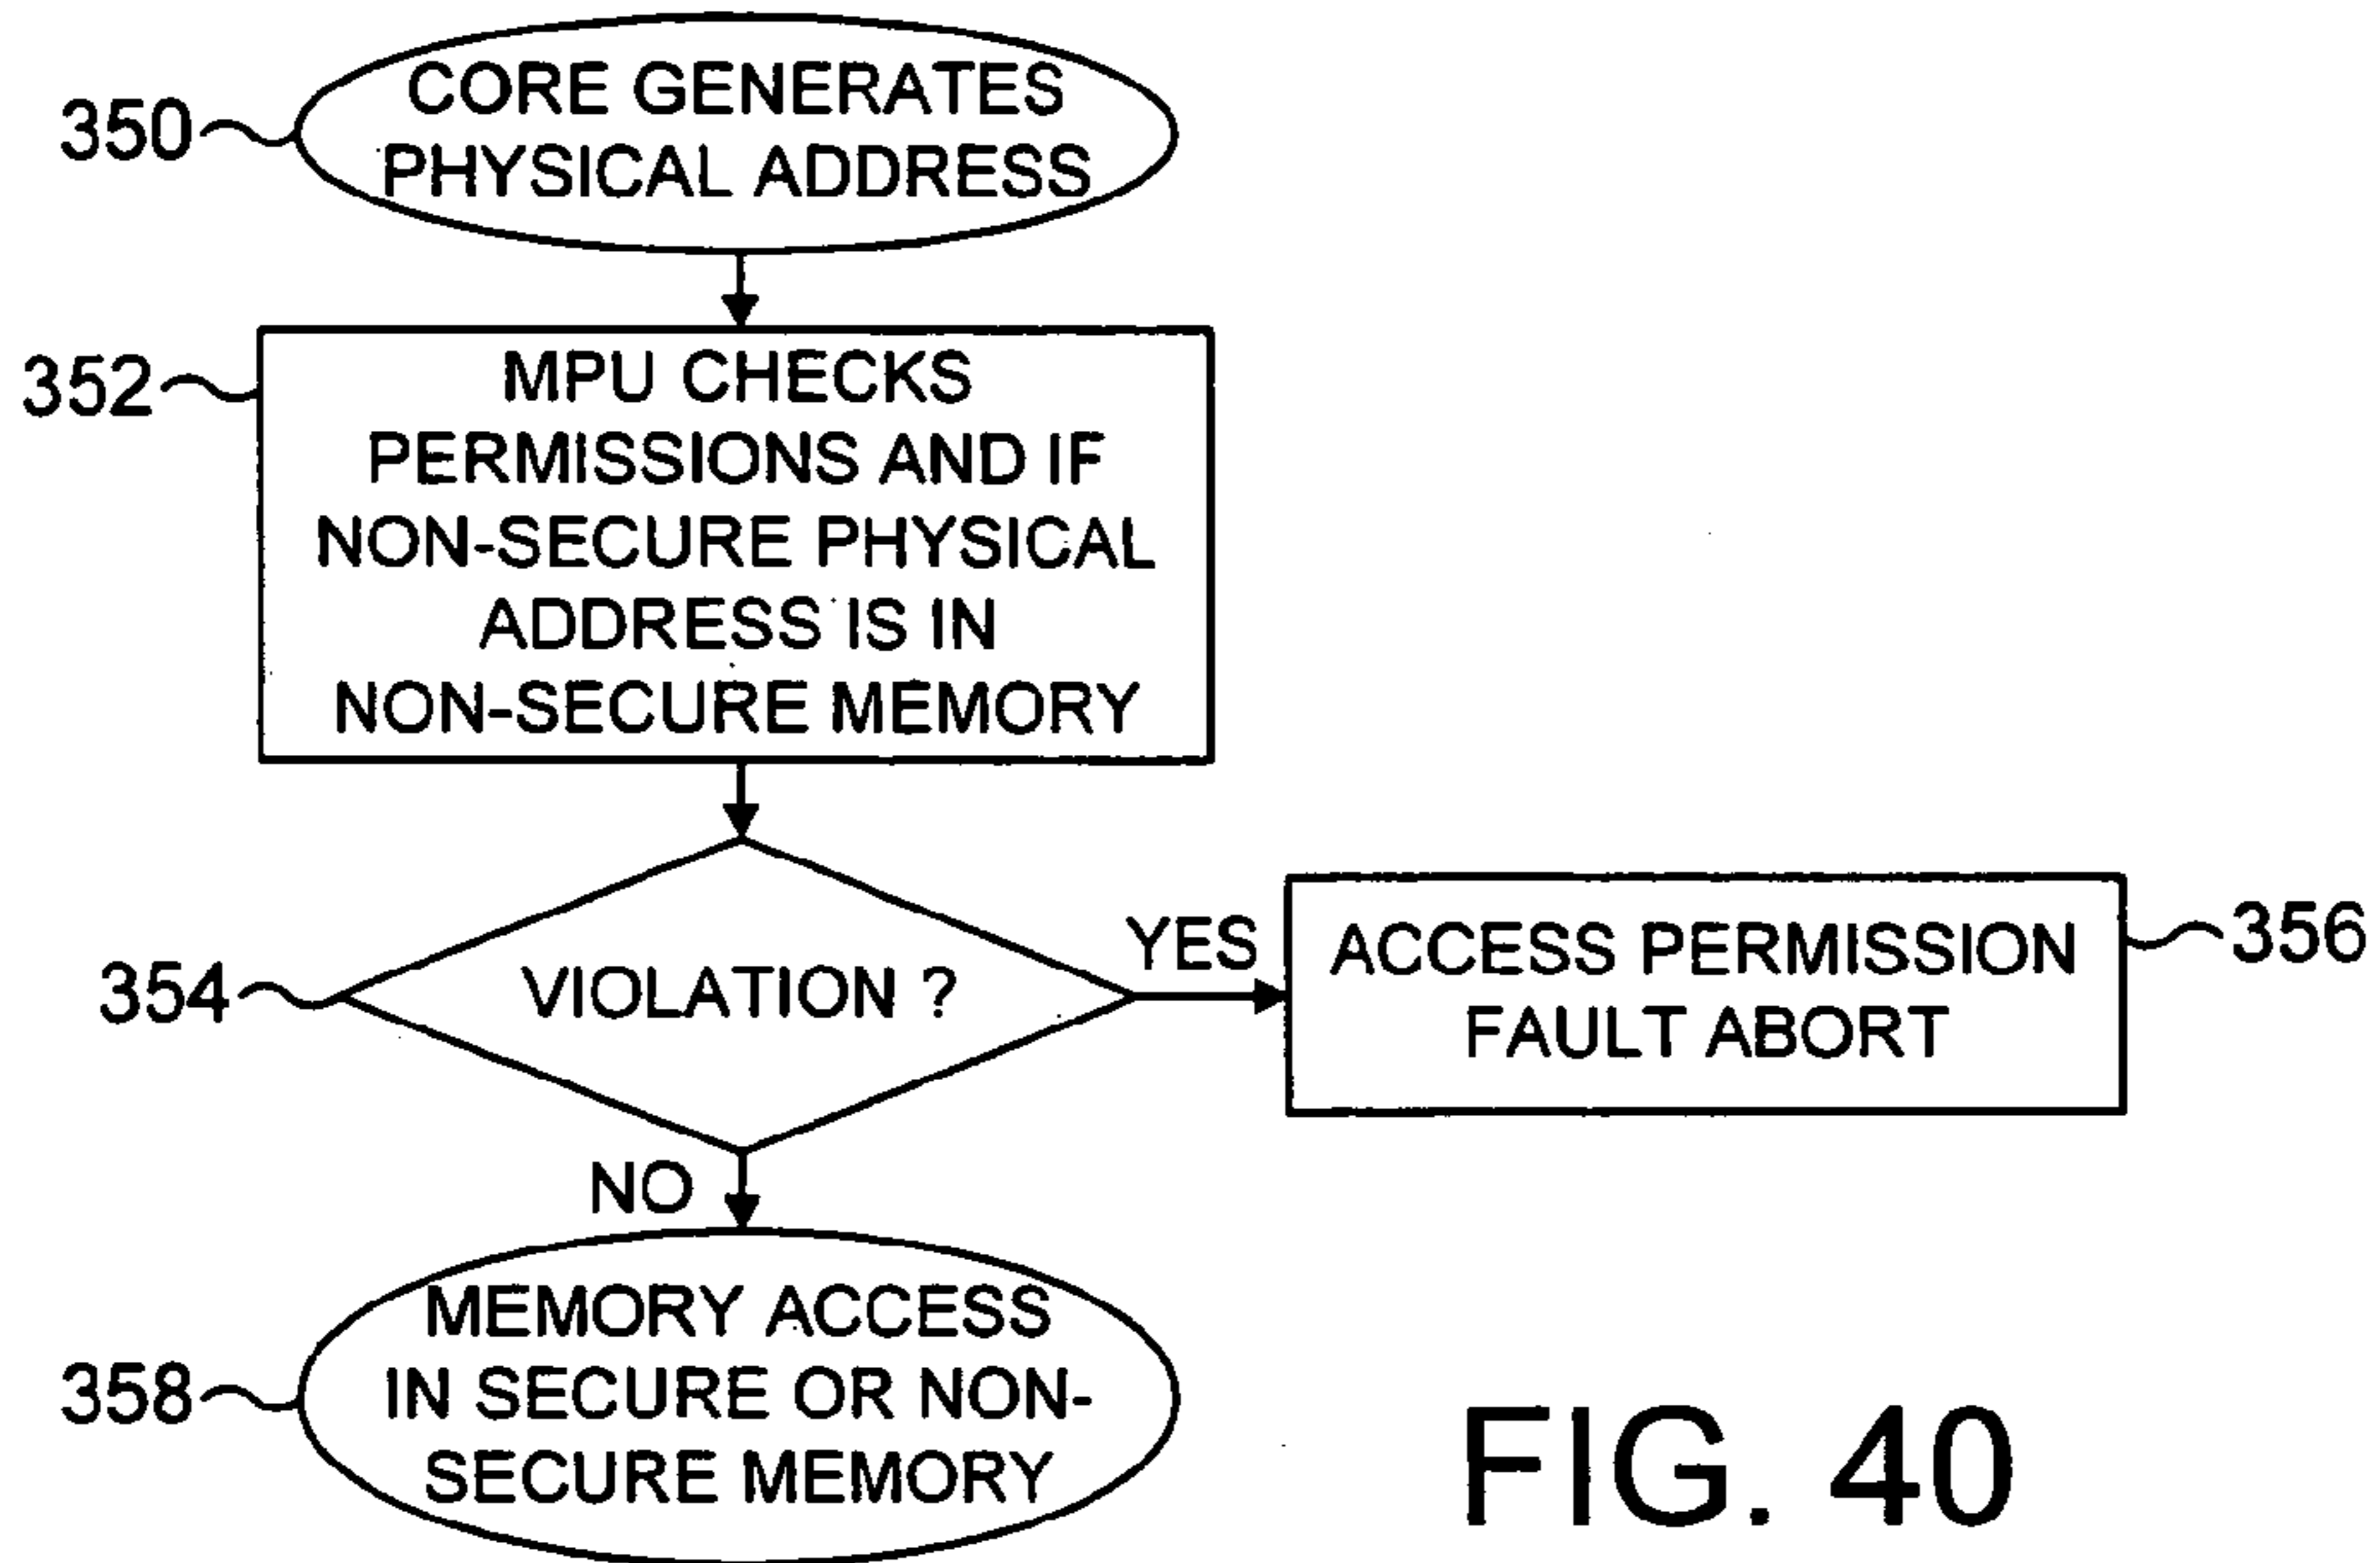 350
CORE GENERATES
PHYSICAL ADDRESS
352
MPU CHECKS
PERMISSIONS AND IF
NON-SECURE PHYSICAL
ADDRESS IS IN
NON-SECURE MEMORY
354
VIOLATION ?
YES
ACCESS PERMISSION
FAULT ABORT
356
NO
358
MEMORY ACCESS
IN SECURE OR NON-
SECURE MEMORY
FIG. 40